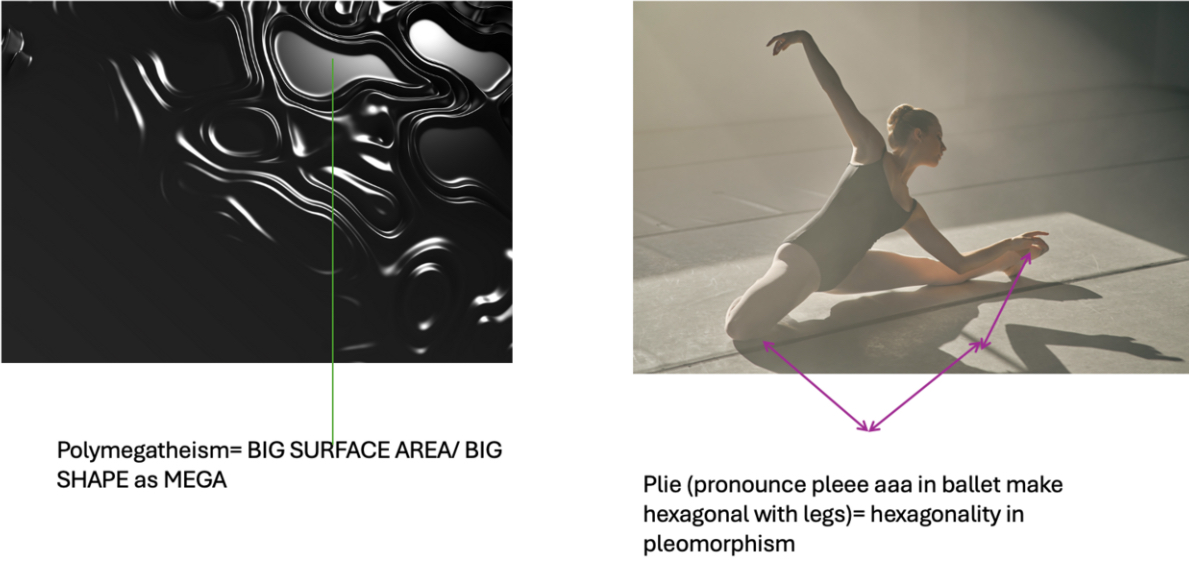 Polymegatheism= BIG SURFACE AREA/ BIG
SHAPE as MEGA
Plie (pronounce pleee aaa in ballet make
hexagonal with legs)= hexagonality in
pleomorphism